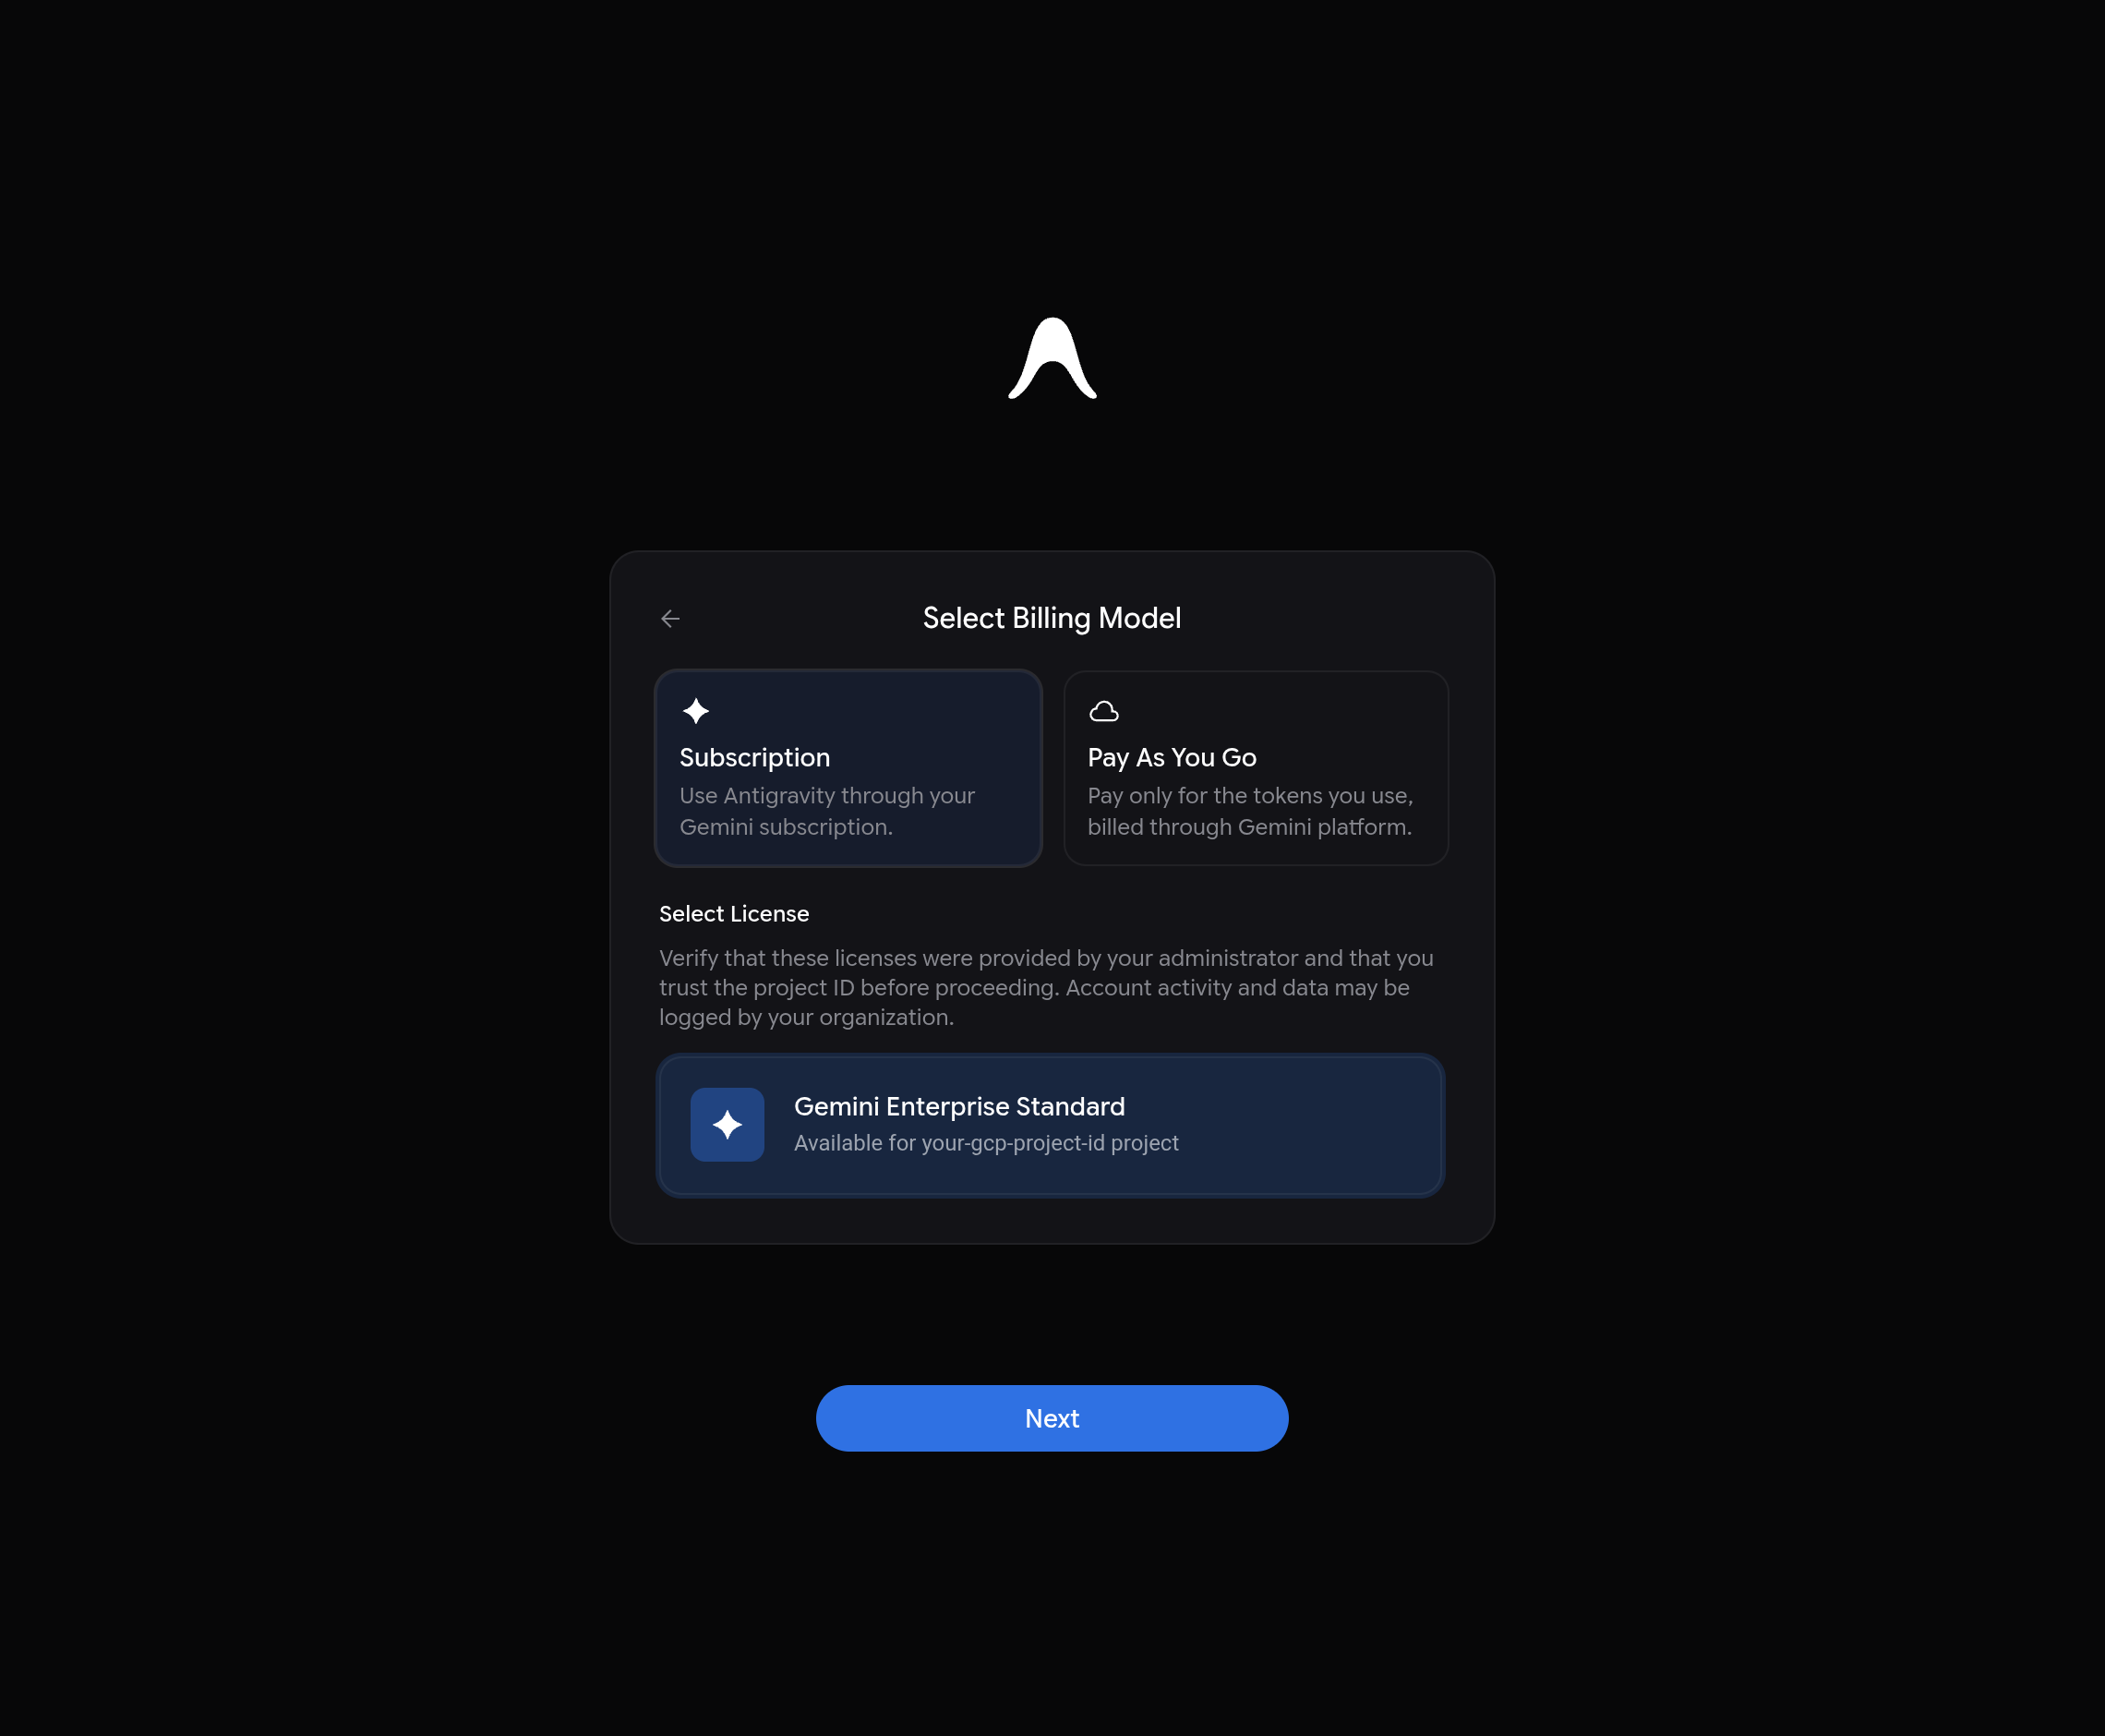 Select Billing Model
Subscription
Use Antigravity through your
Gemini subscription.
Pay As You Go
Pay only for the tokens you use,
billed through Gemini platform.
Select License
Verify that these licenses were provided by your administrator and that you
trust the project ID before proceeding. Account activity and data may be
logged by your organization.
Gemini Enterprise Standard
Available for your-gcp-project-id project
Next